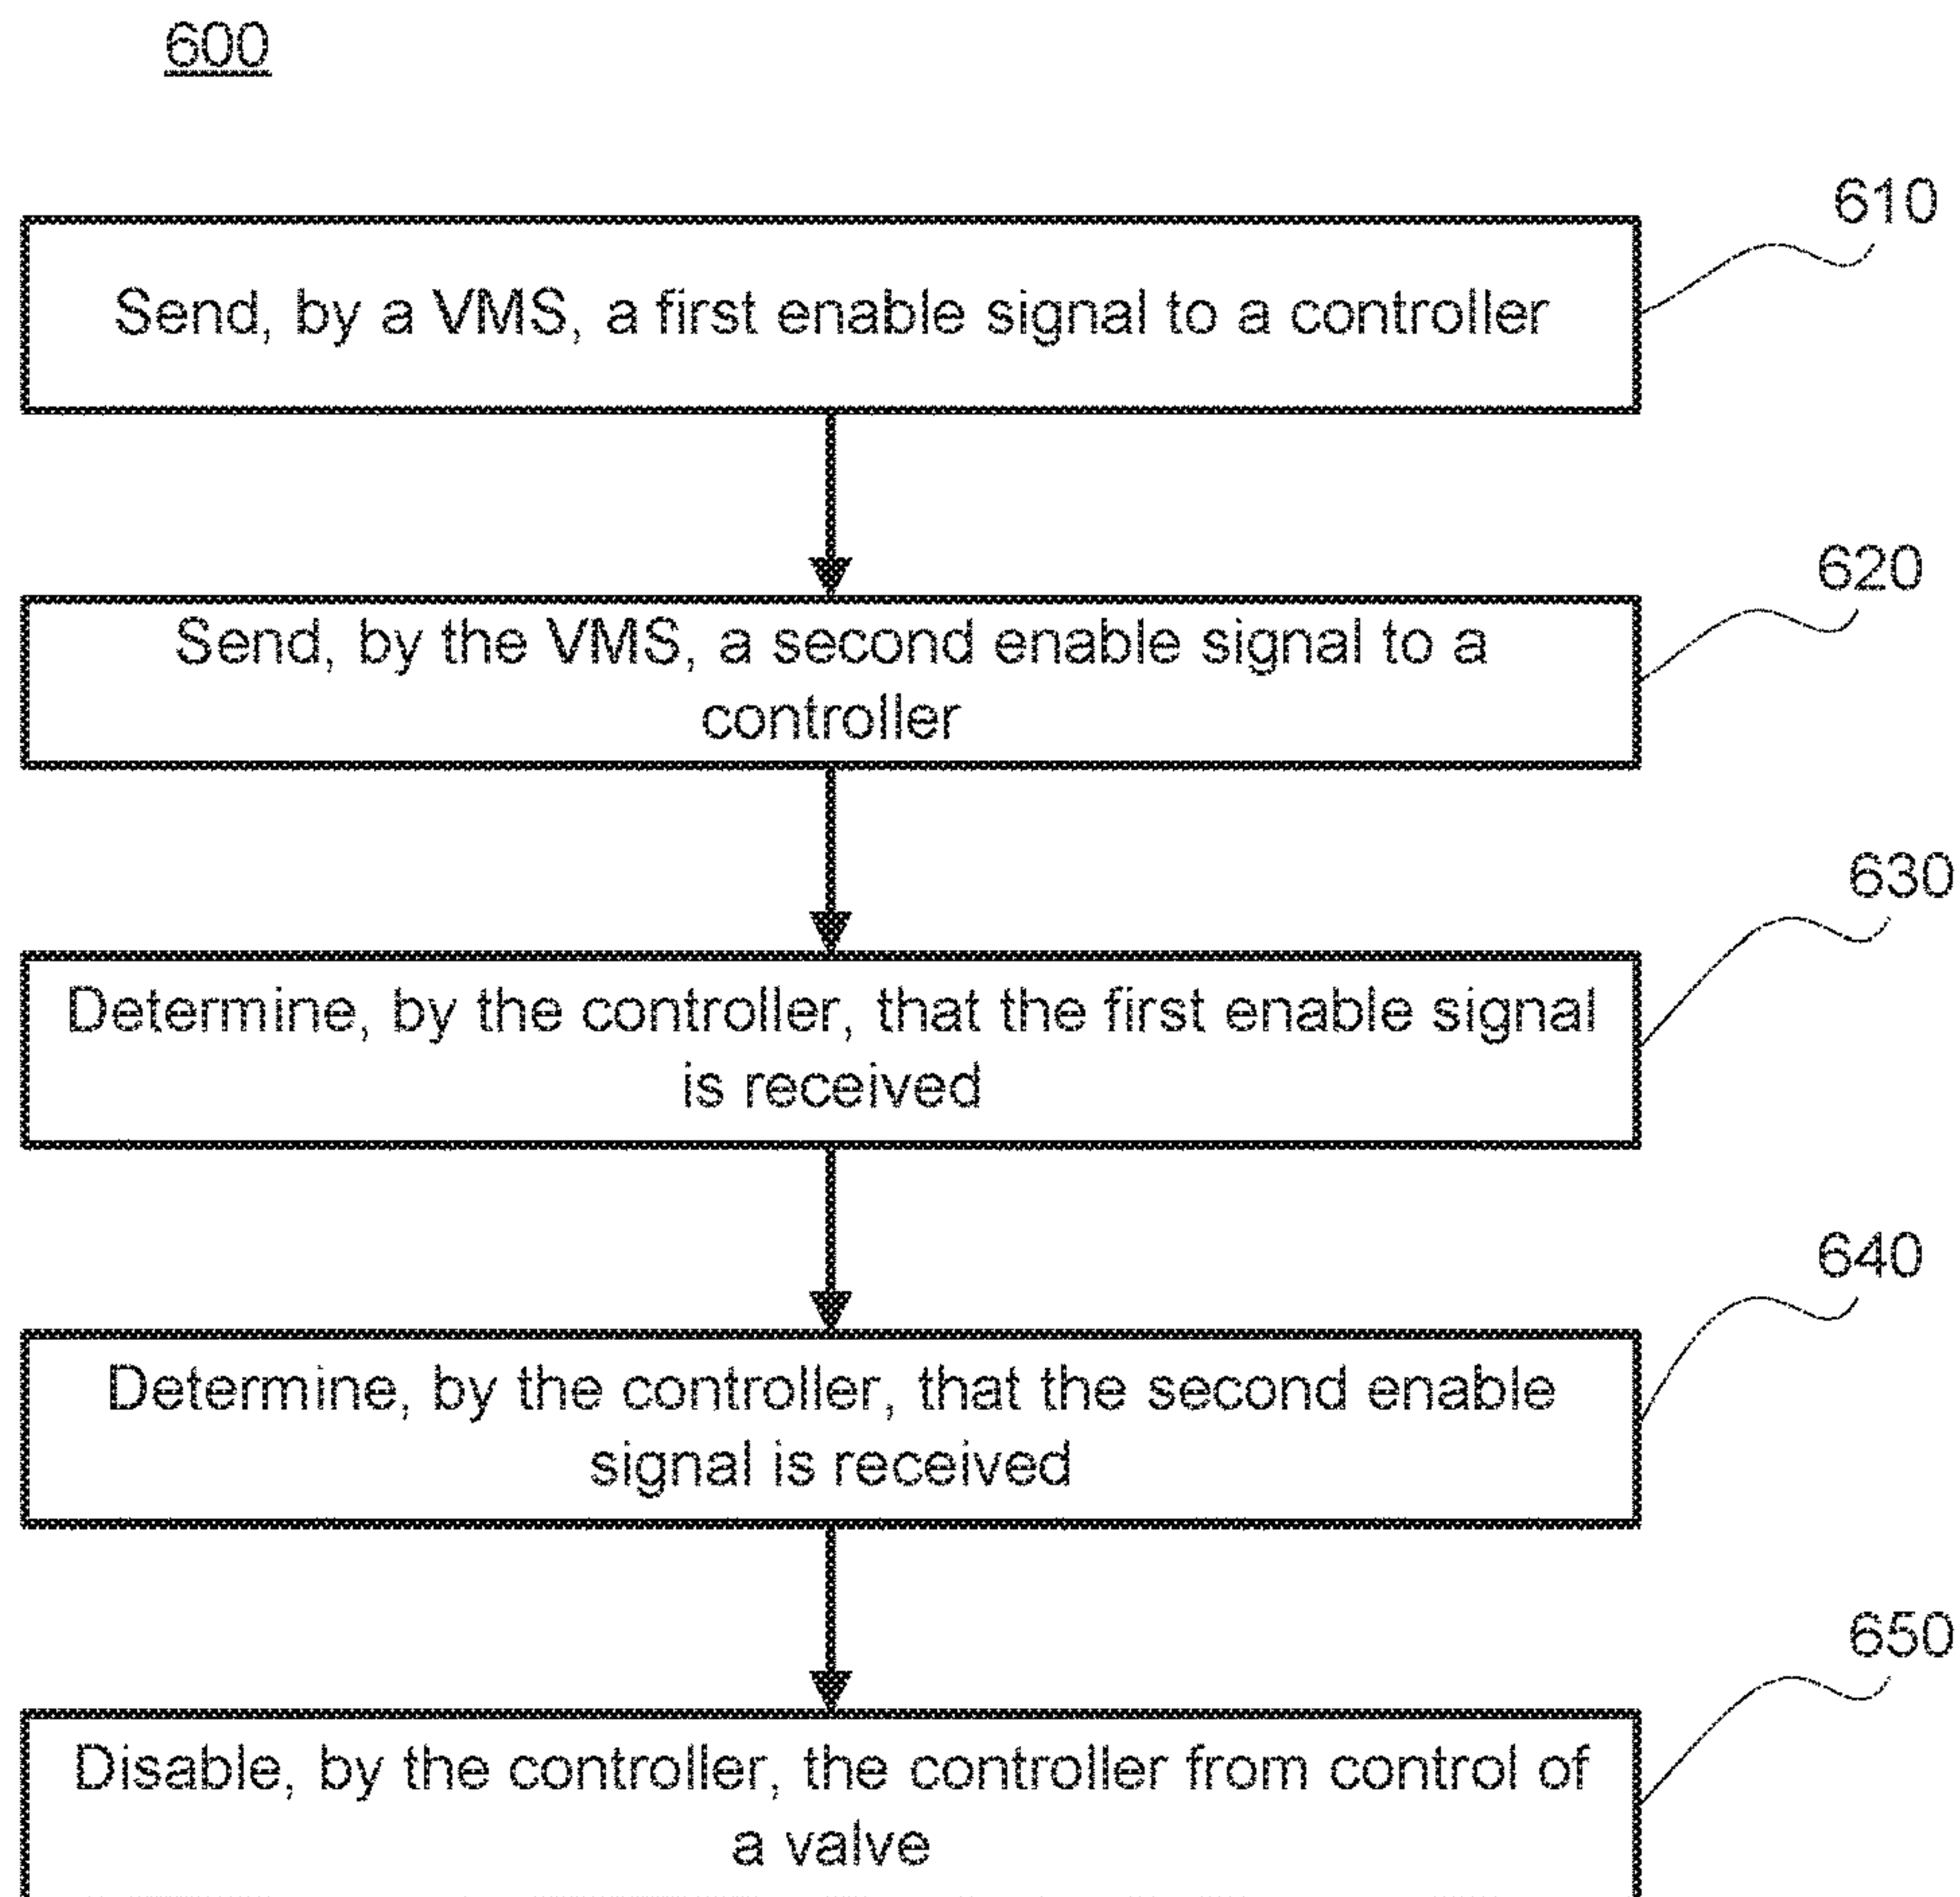 600
610
Send, by a VMS, a first enable signal to a controller
620
Send, by the VMS, a second enable signal to a
controller
630
Determine, by the controller, that the first enable signal
is received
640
Determine, by the controller, that the second enable
signal is received
650
Disable, by the controller, the controller from control of
a valve